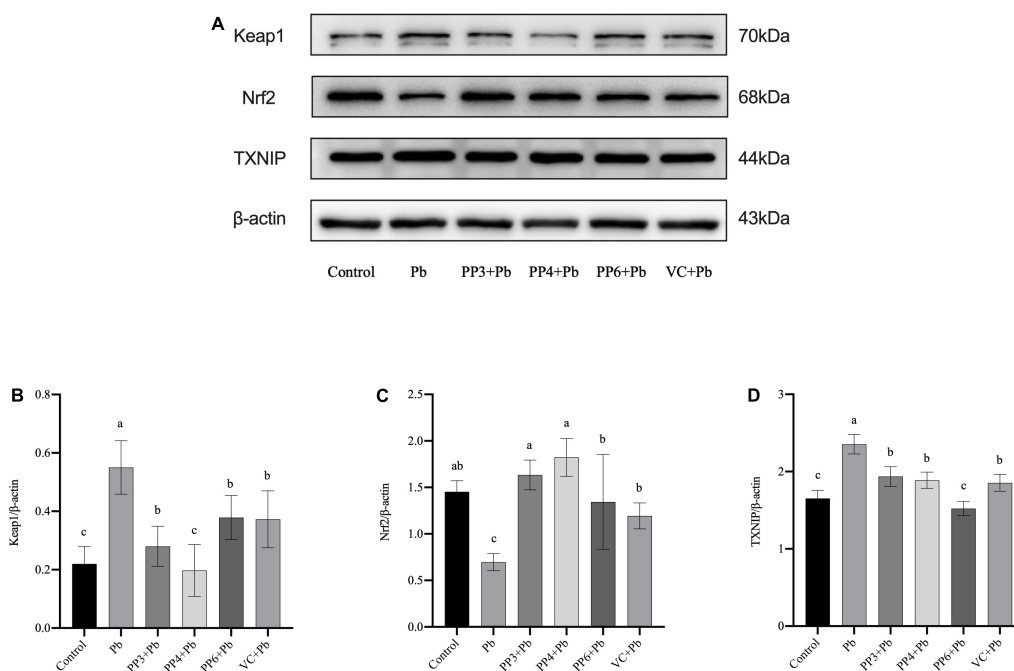 A
Keap1 70kDa
Nrf2 68kDa
TXNIP 44kDa
β-actin 43kDa
Control Pb PP3+Pb PP4+Pb PP6+Pb VC+Pb
B
Keap1/β-actin
0.8
0.6
0.4
0.2
0.0
c a b c b b
Control Pb PP3+Pb PP4+Pb PP6+Pb VC+Pb
C
Nrf2/β-actin
2.5
2.0
1.5
1.0
0.5
0.0
ab c a a b b
Control Pb PP3+Pb PP4+Pb PP6+Pb VC+Pb
D
TXNIP/β-actin
3
2
1
0
c a b b c b
Control Pb PP3+Pb PP4+Pb PP6+Pb VC+Pb